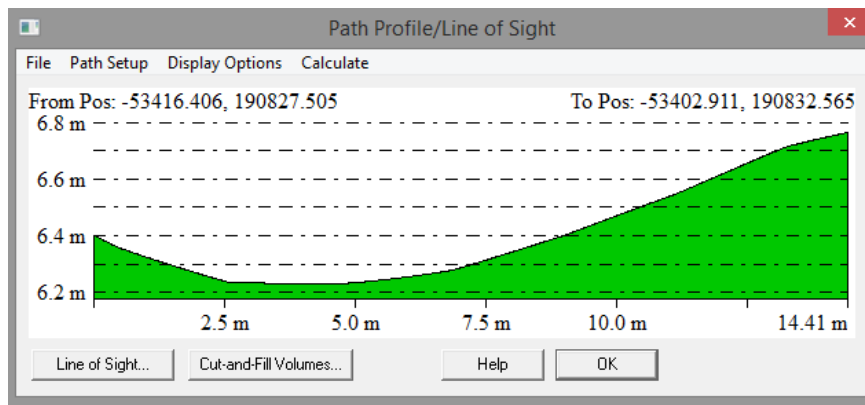 Path Profile/Line of Sight
File Path Setup Display Options Calculate
From Pos: -53416.406, 190827.505 To Pos: -53402.911, 190832.565
6.8 m
6.6 m
6.4 m
6.2 m
2.5 m 5.0 m 7.5 m 10.0 m 14.41 m
Line of Sight... Cut-and-Fill Volumes... Help OK